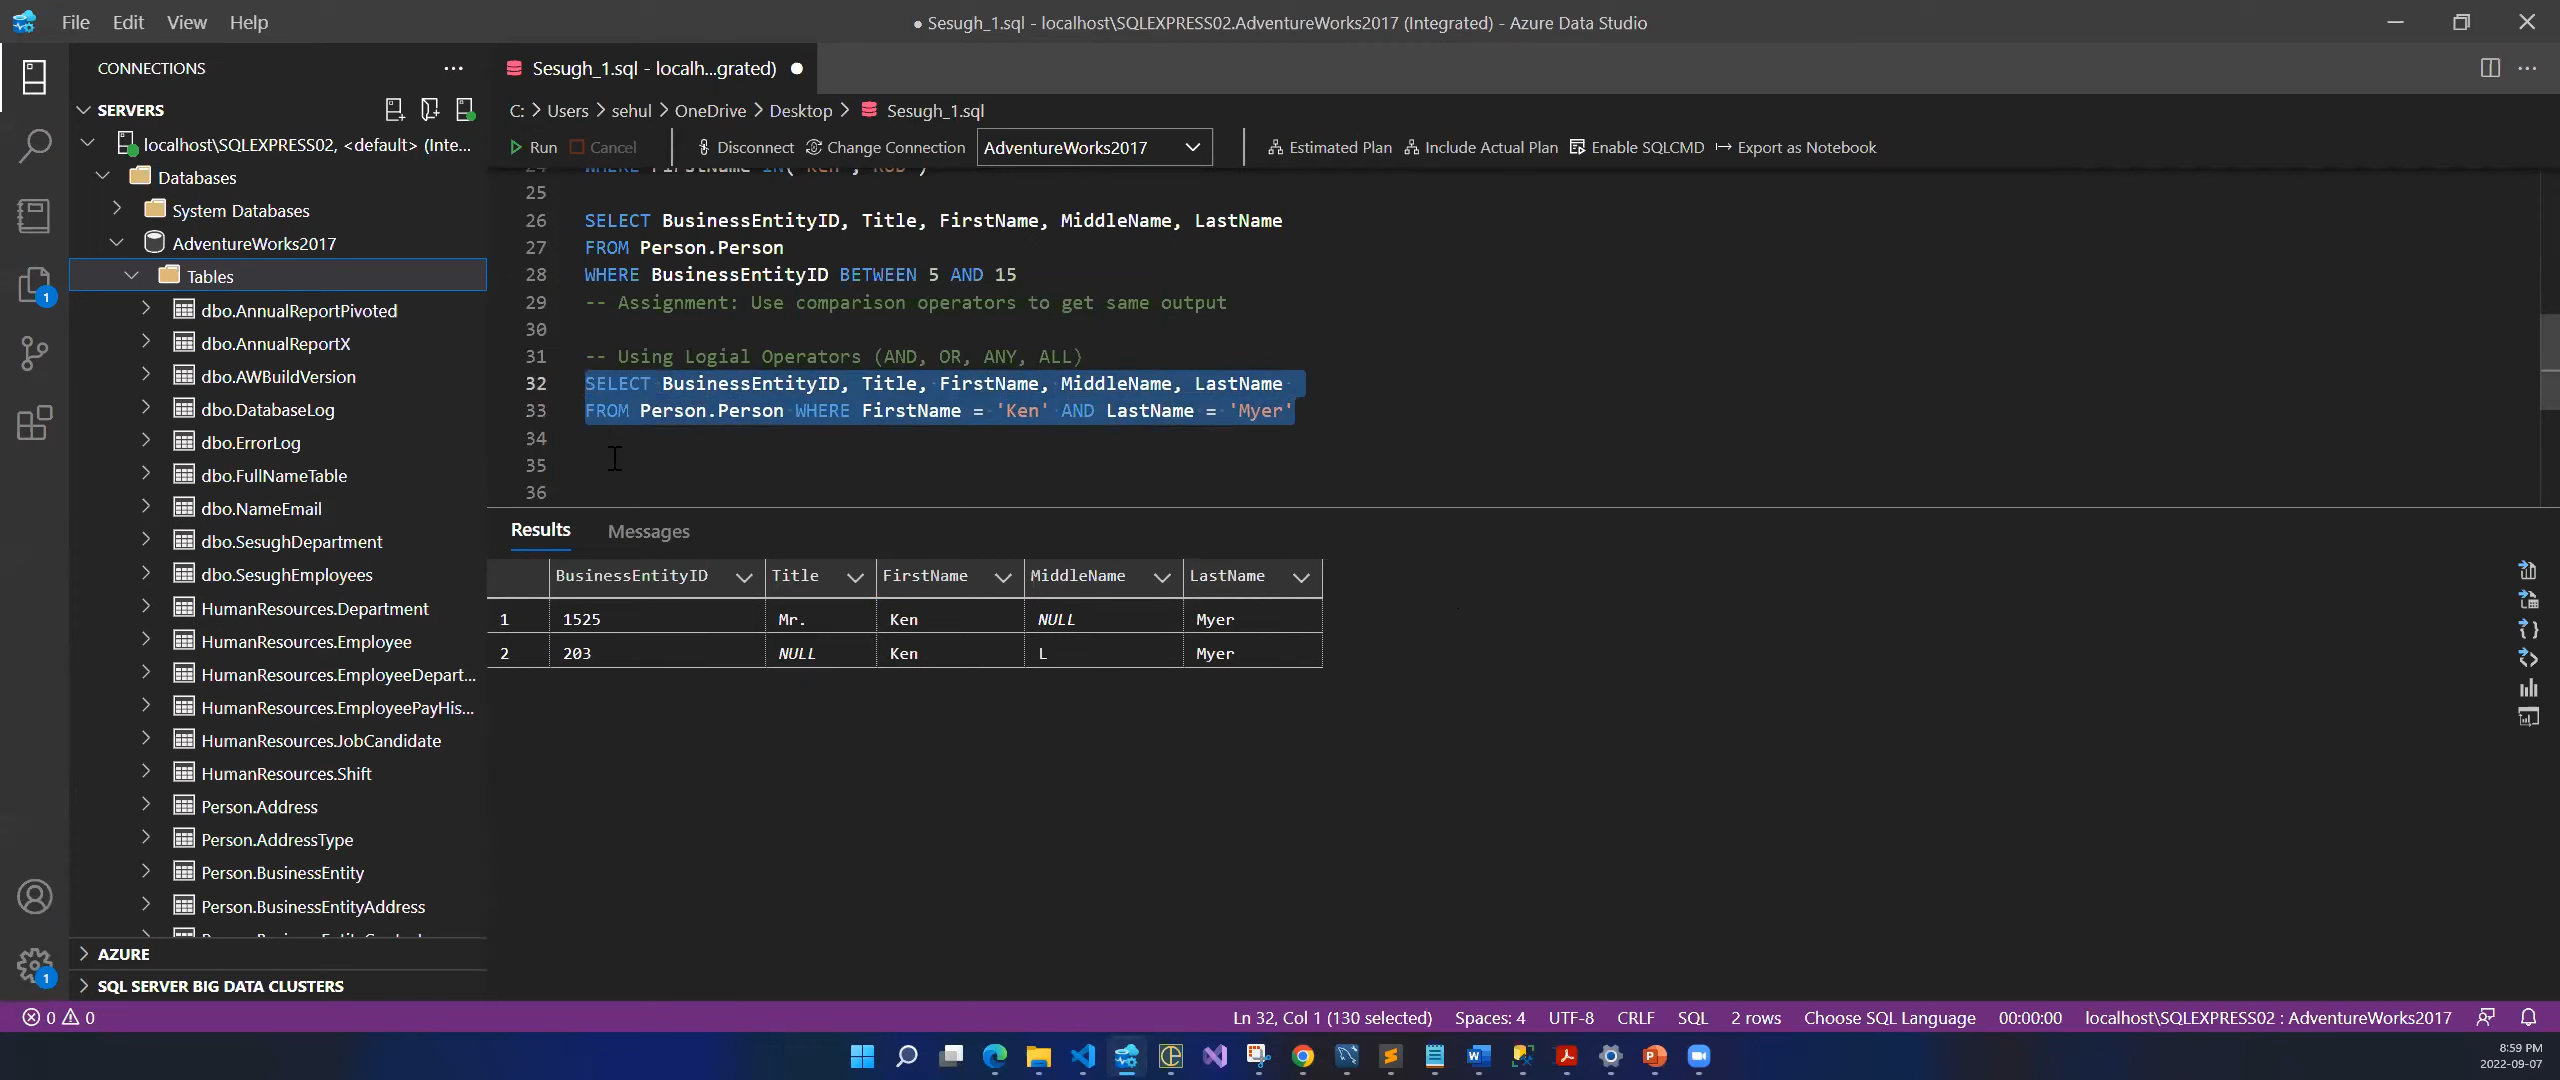 File Edit View Help
● Sesugh_1.sql - localhost\SQLEXPRESS02.AdventureWorks2017 (Integrated) - Azure Data Studio
CONNECTIONS
Sesugh_1.sql - localh...grated)
SERVERS
C: > Users > sehul > OneDrive > Desktop > Sesugh_1.sql
localhost\SQLEXPRESS02, <default> (Inte...
Run Cancel Disconnect Change Connection AdventureWorks2017 Estimated Plan Include Actual Plan Enable SQLCMD Export as Notebook
Databases
System Databases
AdventureWorks2017
Tables
dbo.AnnualReportPivoted
dbo.AnnualReportX
dbo.AWBuildVersion
dbo.DatabaseLog
dbo.ErrorLog
dbo.FullNameTable
dbo.NameEmail
dbo.SesughDepartment
dbo.SesughEmployees
HumanResources.Department
HumanResources.Employee
HumanResources.EmployeeDepart...
HumanResources.EmployeePayHis...
HumanResources.JobCandidate
HumanResources.Shift
Person.Address
Person.AddressType
Person.BusinessEntity
Person.BusinessEntityAddress
AZURE
SQL SERVER BIG DATA CLUSTERS
25
26 SELECT BusinessEntityID, Title, FirstName, MiddleName, LastName
27 FROM Person.Person
28 WHERE BusinessEntityID BETWEEN 5 AND 15
29 -- Assignment: Use comparison operators to get same output
30
31 -- Using Logial Operators (AND, OR, ANY, ALL)
32 SELECT BusinessEntityID, Title, FirstName, MiddleName, LastName
33 FROM Person.Person WHERE FirstName = 'Ken' AND LastName = 'Myer'
34
35
36
Results Messages
BusinessEntityID Title FirstName MiddleName LastName
1 1525 Mr. Ken NULL Myer
2 203 NULL Ken L Myer
1
1
0 0
Ln 32, Col 1 (130 selected) Spaces: 4 UTF-8 CRLF SQL 2 rows Choose SQL Language 00:00:00 localhost\SQLEXPRESS02 : AdventureWorks2017
8:59 PM
2022-09-07